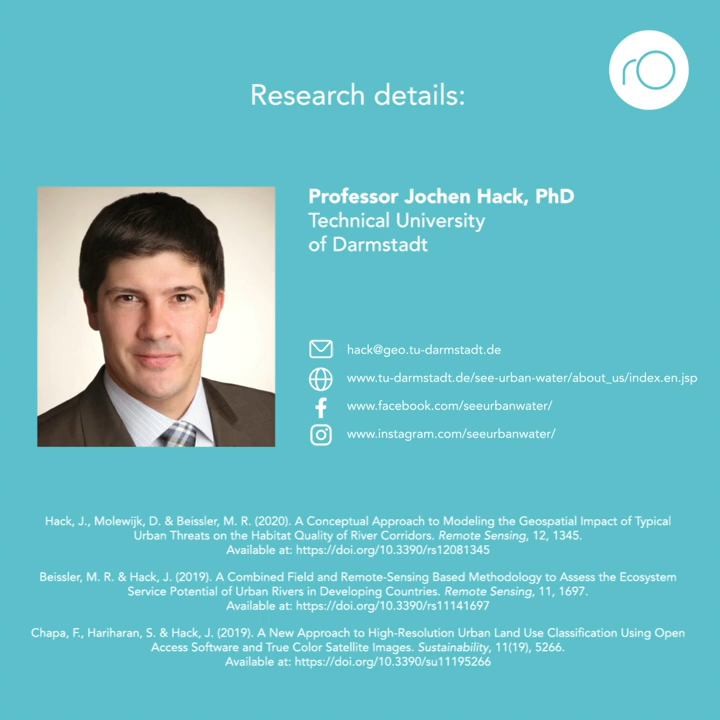 rO
Research details:
Professor Jochen Hack, PhD
Technical University
of Darmstadt
hack@geo.tu-darmstadt.de
www.tu-darmstadt.de/see-urban-water/about_us/index.en.jsp
www.facebook.com/seeurbanwater/
www.instagram.com/seeurbanwater/
Hack, J., Molewijk, D. & Beissler, M. R. (2020). A Conceptual Approach to Modeling the Geospatial Impact of Typical
Urban Threats on the Habitat Quality of River Corridors. Remote Sensing, 12, 1345.
Available at: https://doi.org/10.3390/rs12081345
Beissler, M. R. & Hack, J. (2019). A Combined Field and Remote-Sensing Based Methodology to Assess the Ecosystem
Service Potential of Urban Rivers in Developing Countries. Remote Sensing, 11, 1697.
Available at: https://doi.org/10.3390/rs11141697
Chapa, F., Hariharan, S. & Hack, J. (2019). A New Approach to High-Resolution Urban Land Use Classification Using Open
Access Software and True Color Satellite Images. Sustainability, 11(19), 5266.
Available at: https://doi.org/10.3390/su11195266